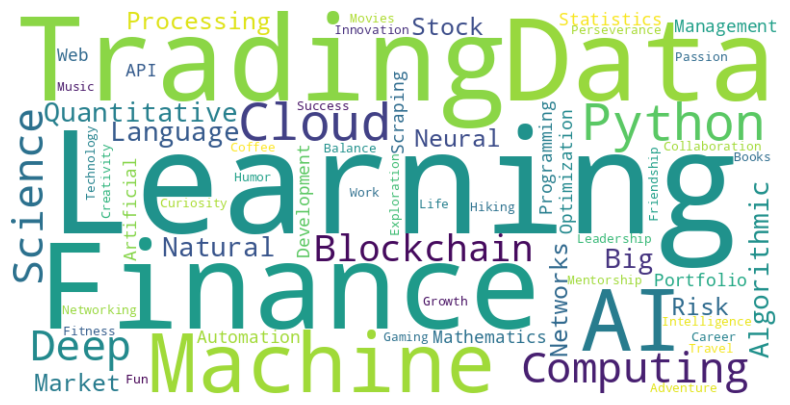 Trading
Data
Processing
Movies
Innovation
Stock
Statistics
Perseverance
Management
Web
API
Music
Passion
Quantitative
Language
Success
Cloud
Scraping
Neural
Programming
Optimization
Python
Collaboration
Books
Science
Technology
Creativity
Artificial
Coffee
Humor
Curiosity
Balance
Development
Work
Exploration
Life
Hiking
Learning
Friendship
Algorithmic
Natural
Blockchain
Leadership
Big
Networks
Mentorship
Portfolio
Finance
Networking
Growth
AI
Risk
Intelligence
Fitness
Deep
Automation
Gaming
Mathematics
Career
Travel
Market
Fun
Machine
Computing
Adventure